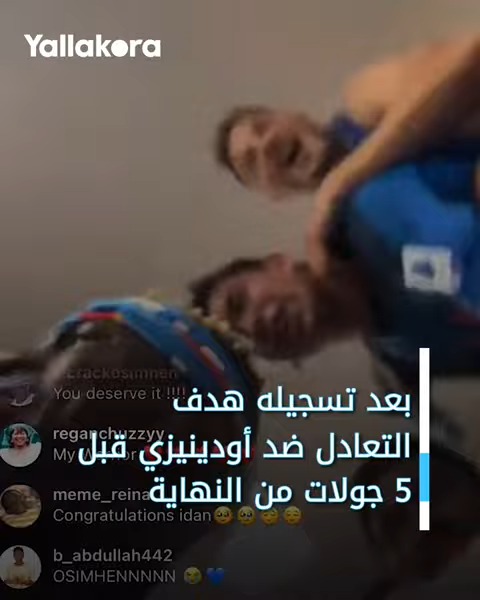 Yallakora
.crackosimhen
You deserve it !!!!
بعد تسجيله هدف
التعادل ضد أودينيزي قبل
5 جولات من النهاية
reganchuzzyy
My
meme_reina
Congratulations idan🥹🥹😌😌
b_abdullah442
OSIMHENNNNN 😭💙